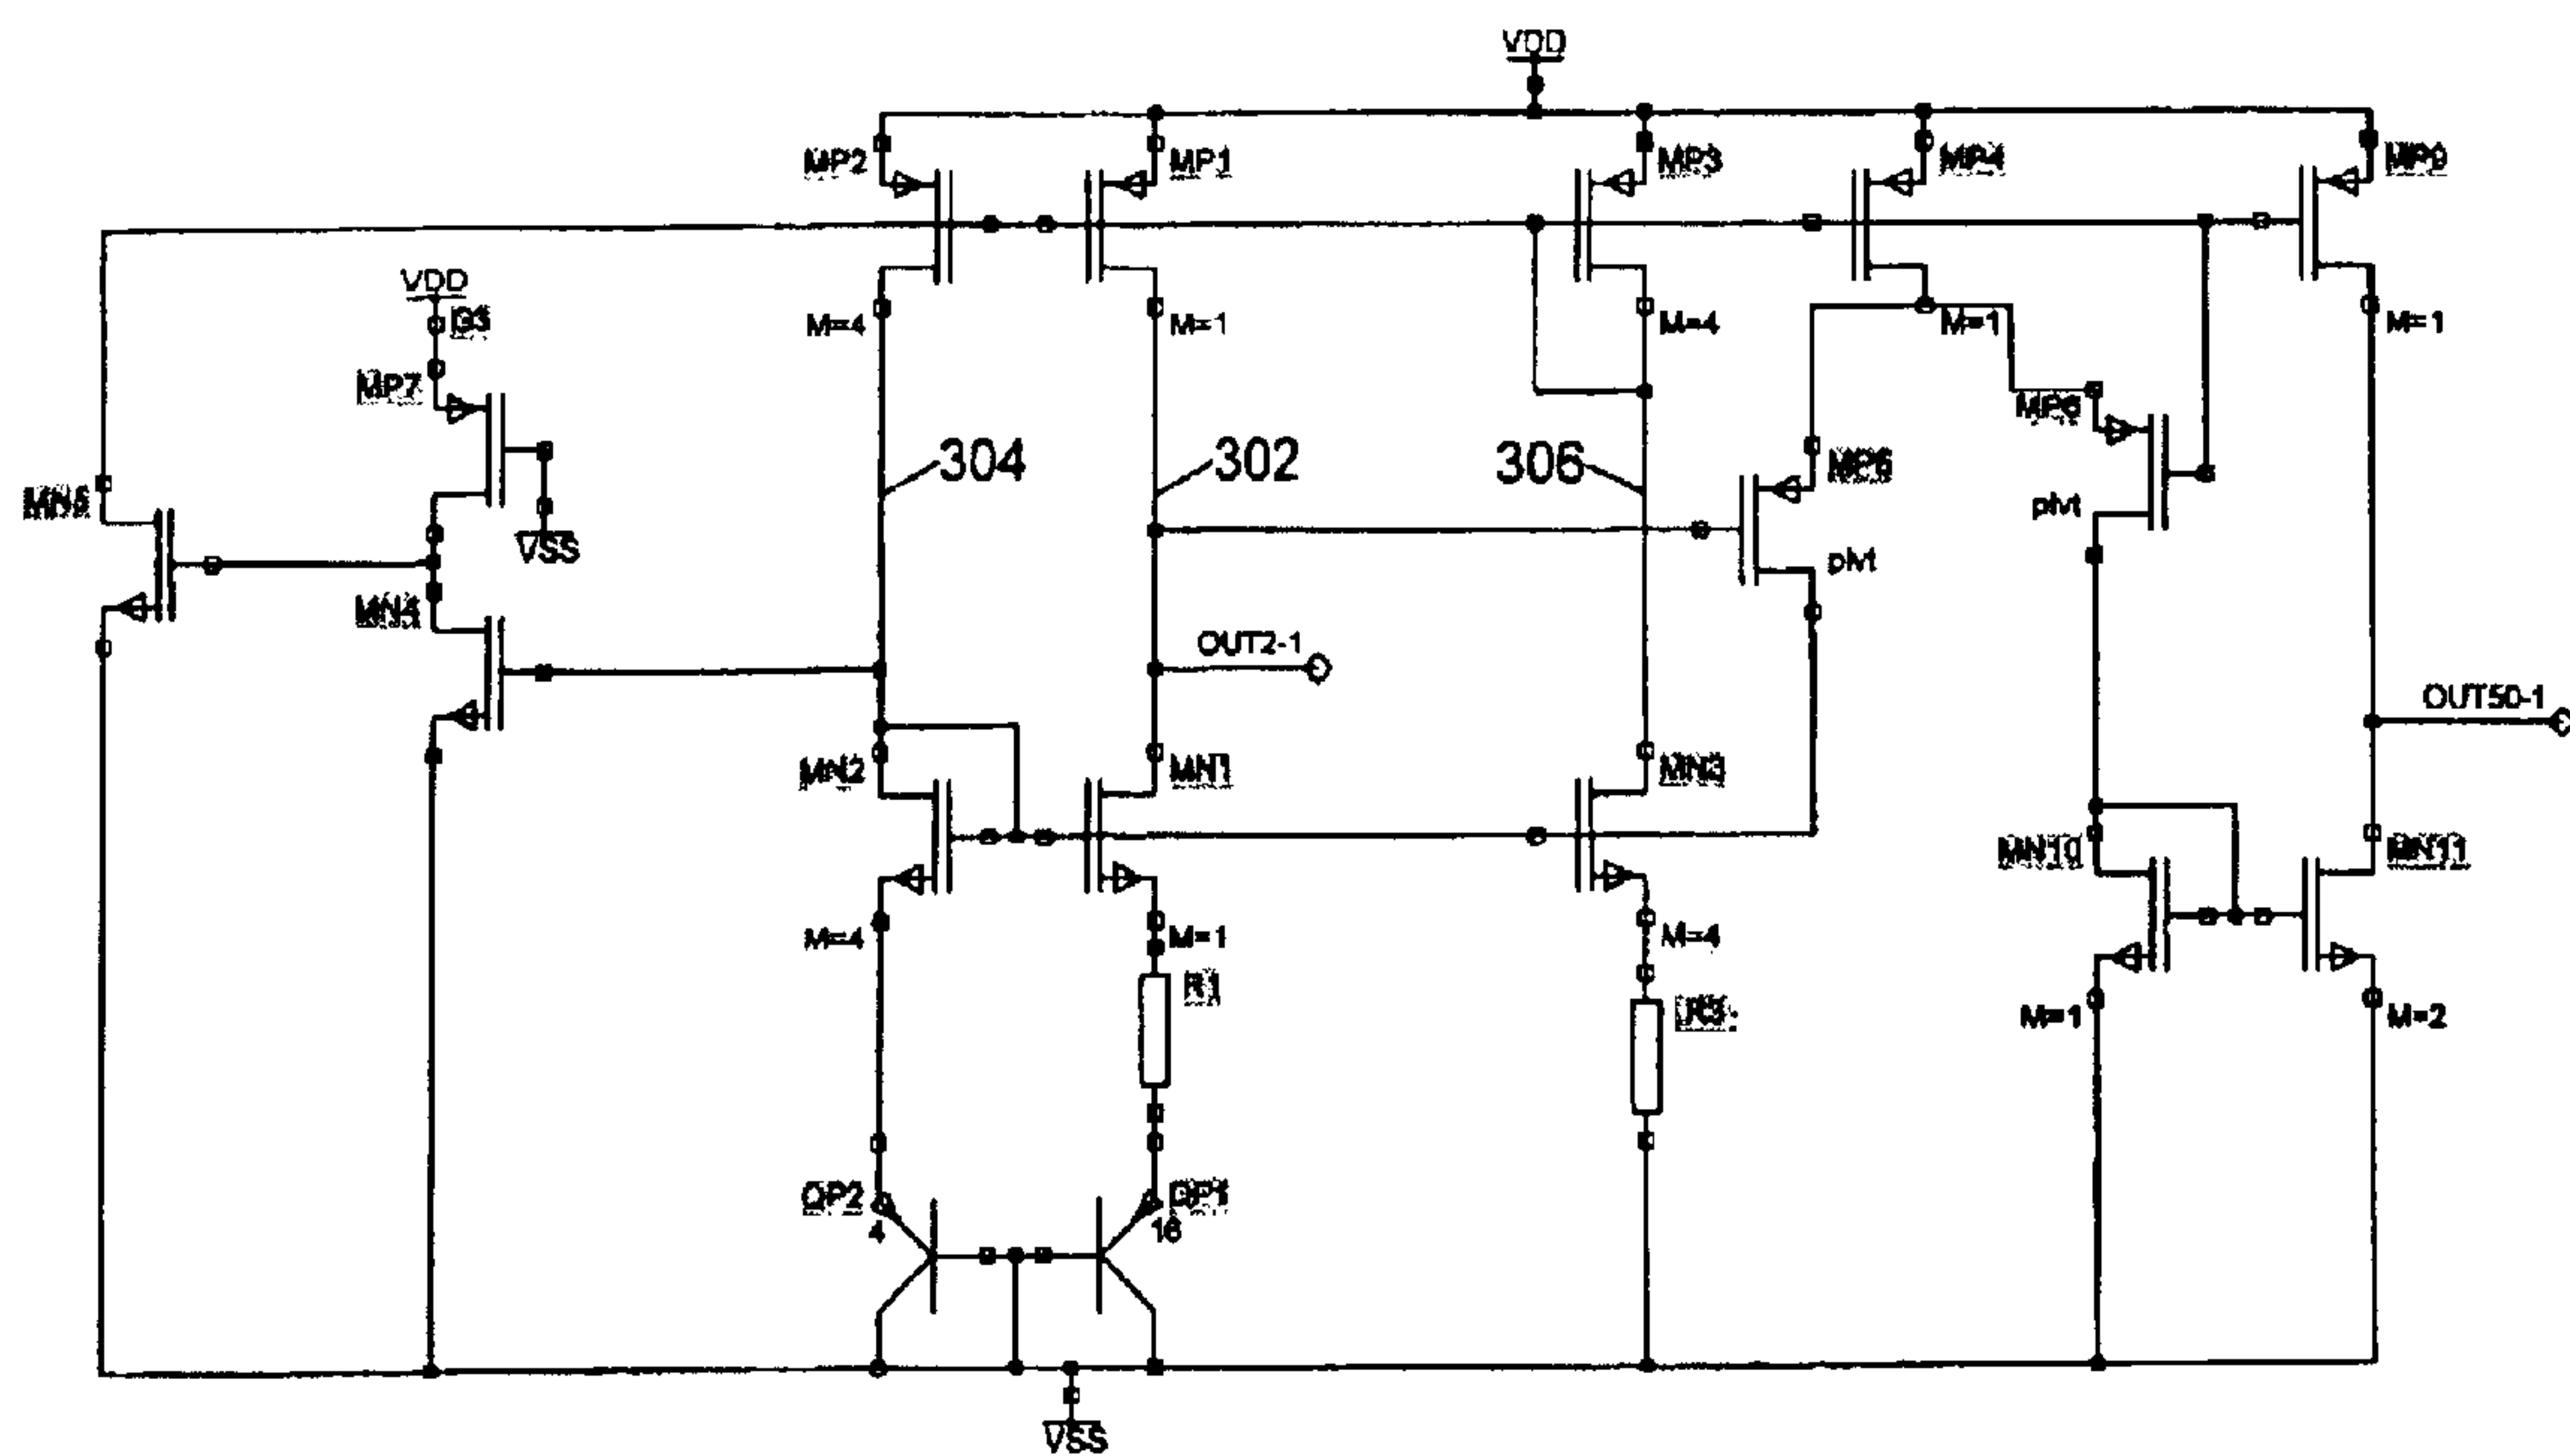 VDD
MP2
MP1
MP3
MP4
MP9
VDD
G3
M=4
M=1
M=4
M=1
M=1
MP7
304
302
306
MN5
VSS
plvt
plvt
MN4
OUT2-1
OUT50-1
MN2
MN1
MN3
MN10
MN11
M=4
M=1
M=4
R1
M=1
M=2
QP2
QP1
4
16
VSS